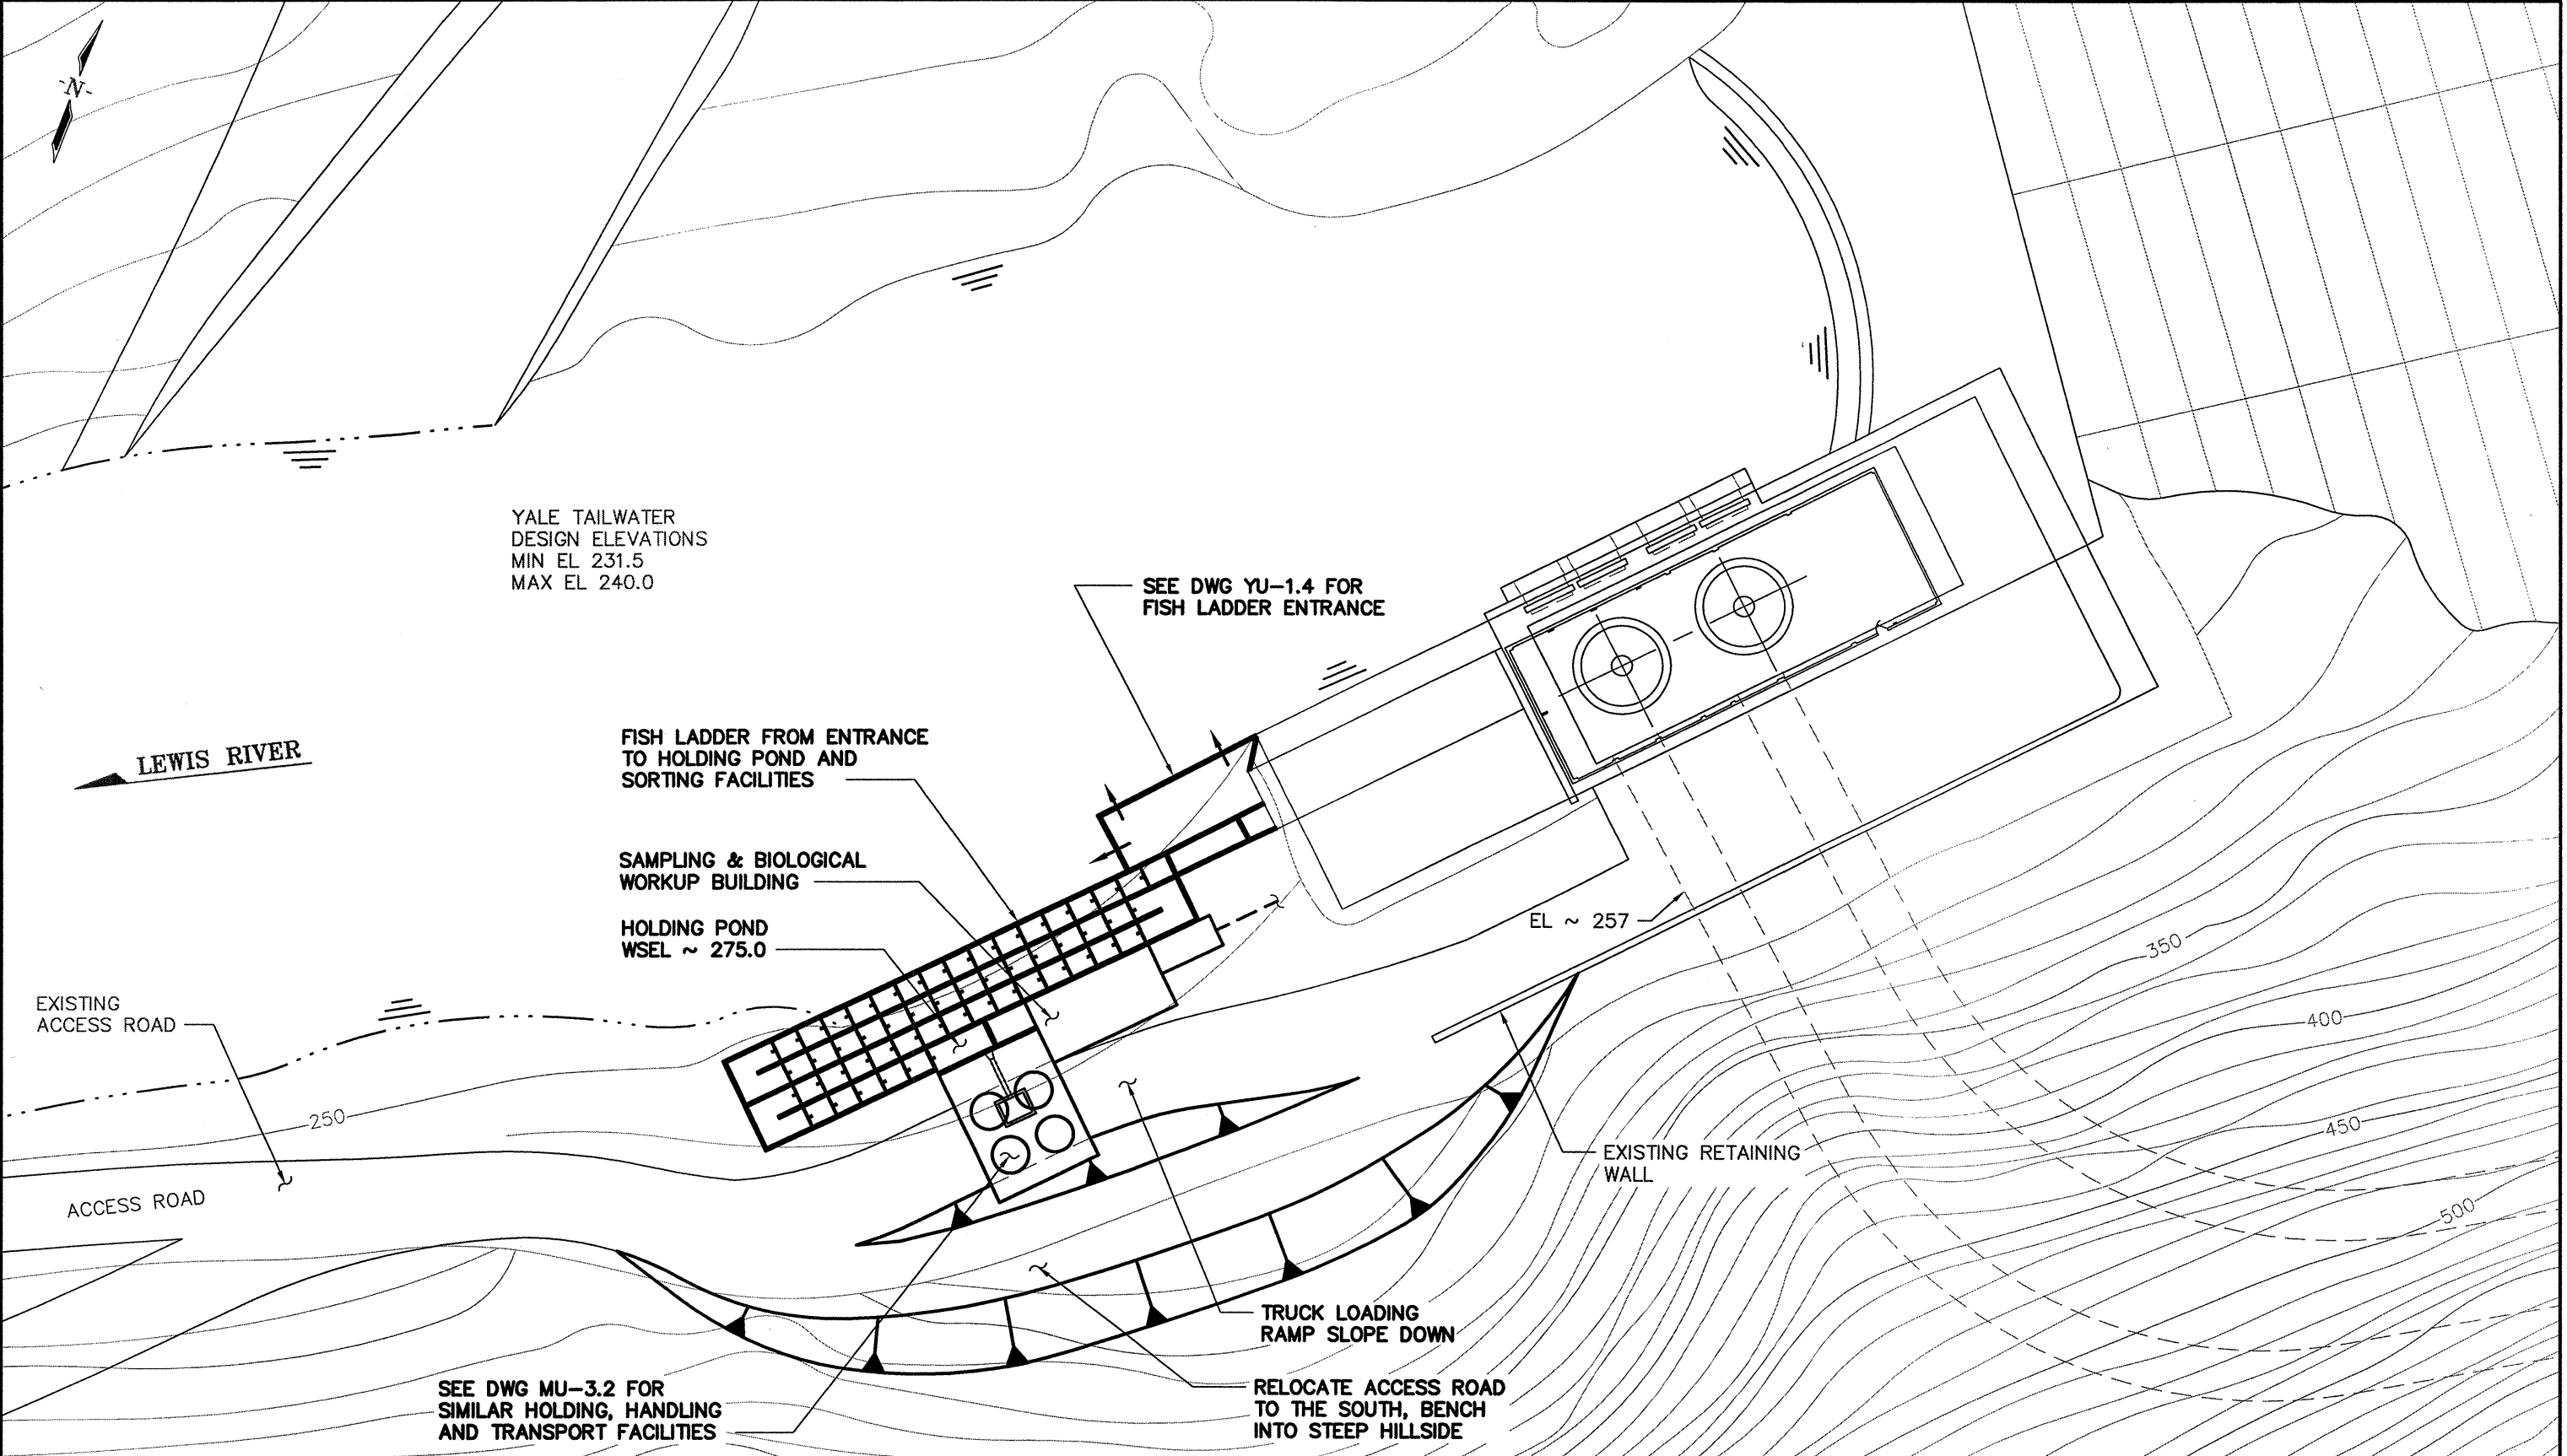 -N-
YALE TAILWATER
DESIGN ELEVATIONS
MIN EL 231.5
MAX EL 240.0
SEE DWG YU-1.4 FOR
FISH LADDER ENTRANCE
LEWIS RIVER
FISH LADDER FROM ENTRANCE
TO HOLDING POND AND
SORTING FACILITIES
SAMPLING & BIOLOGICAL
WORKUP BUILDING
HOLDING POND
WSEL ~ 275.0
EL ~ 257
350
400
450
500
EXISTING
ACCESS ROAD
250
ACCESS ROAD
EXISTING RETAINING
WALL
TRUCK LOADING
RAMP SLOPE DOWN
SEE DWG MU-3.2 FOR
SIMILAR HOLDING, HANDLING
AND TRANSPORT FACILITIES
RELOCATE ACCESS ROAD
TO THE SOUTH, BENCH
INTO STEEP HILLSIDE